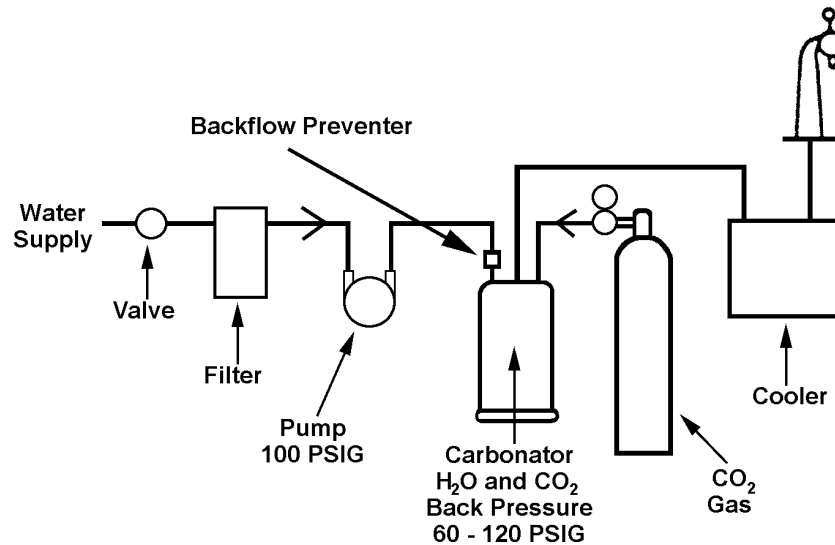 Backflow Preventer
Water
Supply
Valve
Filter
Pump
100 PSIG
Carbonator
H₂O and CO₂
Back Pressure
60 - 120 PSIG
CO₂
Gas
Cooler